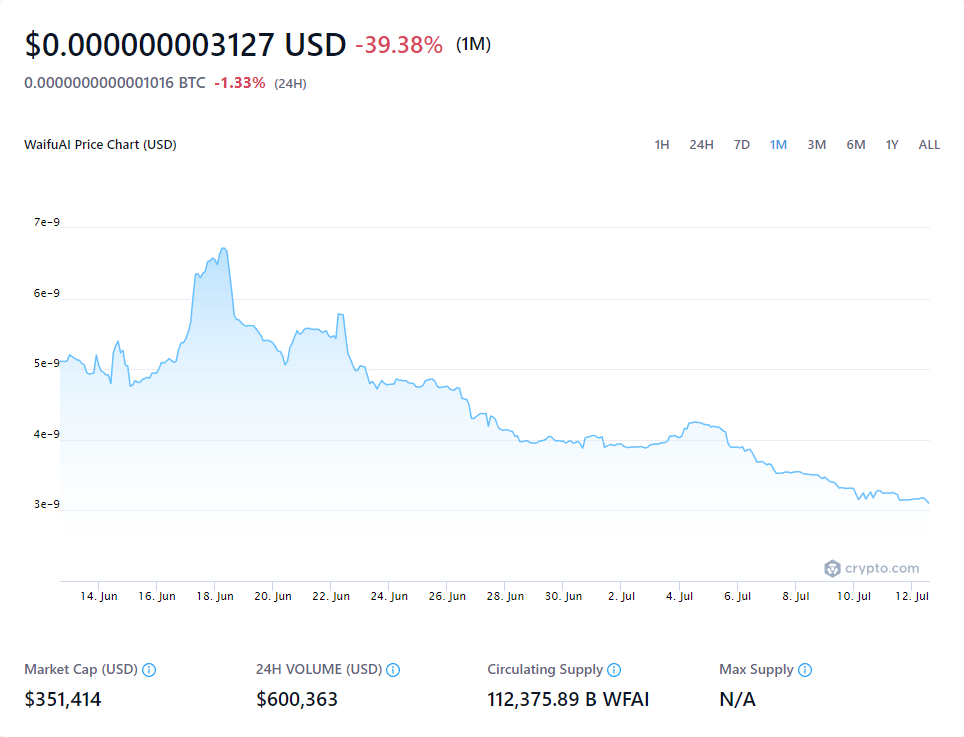 $0.000000003127 USD -39.38% (1M)
0.0000000000001016 BTC -1.33% (24H)
WaifuAI Price Chart (USD) 1H 24H 7D 1M 3M 6M 1Y ALL
7e-9
6e-9
5e-9
4e-9
3e-9
crypto.com
14. Jun 16. Jun 18. Jun 20. Jun 22. Jun 24. Jun 26. Jun 28. Jun 30. Jun 2. Jul 4. Jul 6. Jul 8. Jul 10. Jul 12. Jul
Market Cap (USD) 24H VOLUME (USD) Circulating Supply Max Supply
$351,414 $600,363 112,375.89 B WFAI N/A